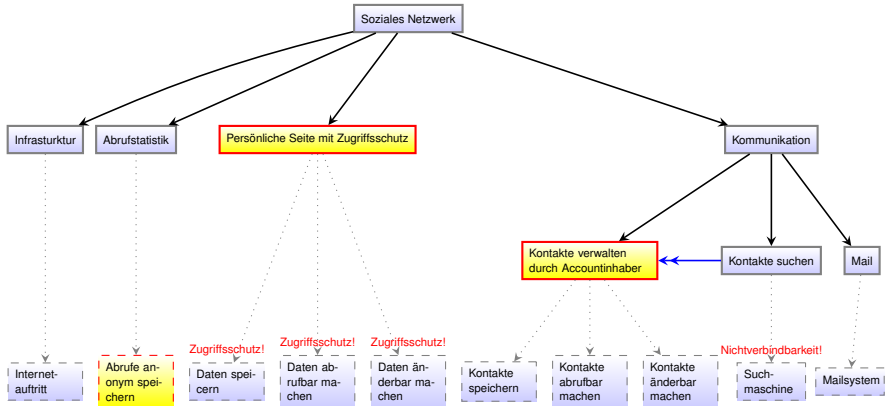 Soziales Netzwerk
Infrasturktur
Abrufstatistik
Persönliche Seite mit Zugriffsschutz
Kommunikation
Kontakte verwalten
durch Accountinhaber
Kontakte suchen
Mail
Zugriffsschutz!
Zugriffsschutz!
Zugriffsschutz!
Nichtverbindbarkeit!
Internet-
auftritt
Abrufe an-
onym spei-
chern
Daten spei-
cern
Daten ab-
rufbar ma-
chen
Daten än-
derbar ma-
chen
Kontakte
speichern
Kontakte
abrufbar
machen
Kontakte
änderbar
machen
Such-
maschine
Mailsystem